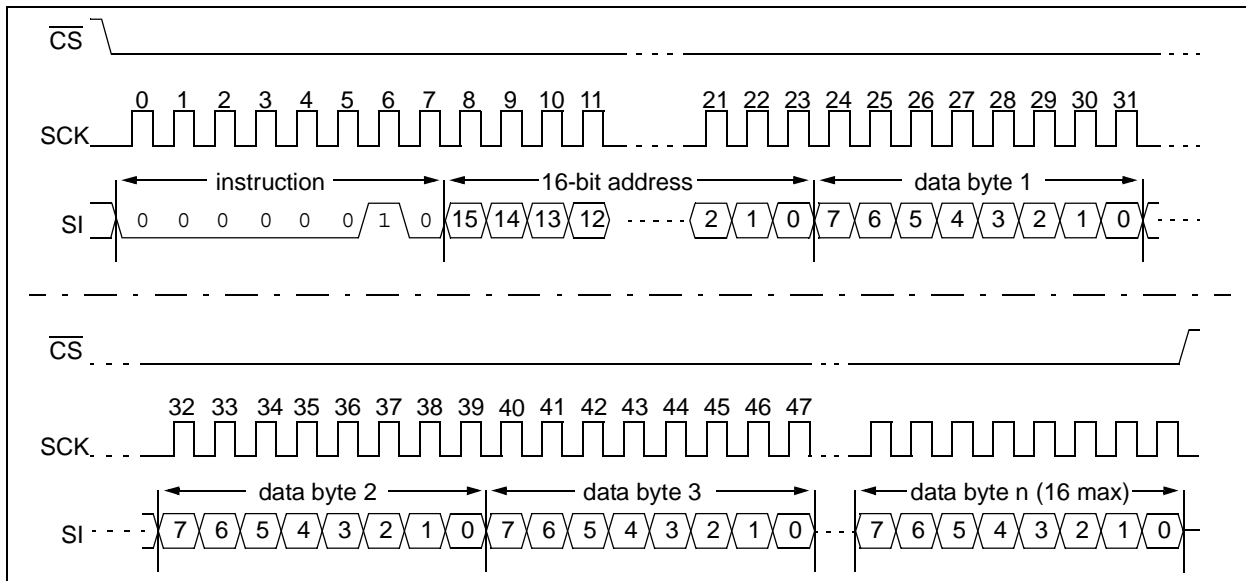 CS
0 1 2 3 4 5 6 7 8 9 10 11 21 22 23 24 25 26 27 28 29 30 31
SCK
instruction 16-bit address data byte 1
SI 0 0 0 0 0 0 1 0 15 14 13 12 2 1 0 7 6 5 4 3 2 1 0
CS
32 33 34 35 36 37 38 39 40 41 42 43 44 45 46 47
SCK
data byte 2 data byte 3 data byte n (16 max)
SI 7 6 5 4 3 2 1 0 7 6 5 4 3 2 1 0 7 6 5 4 3 2 1 0